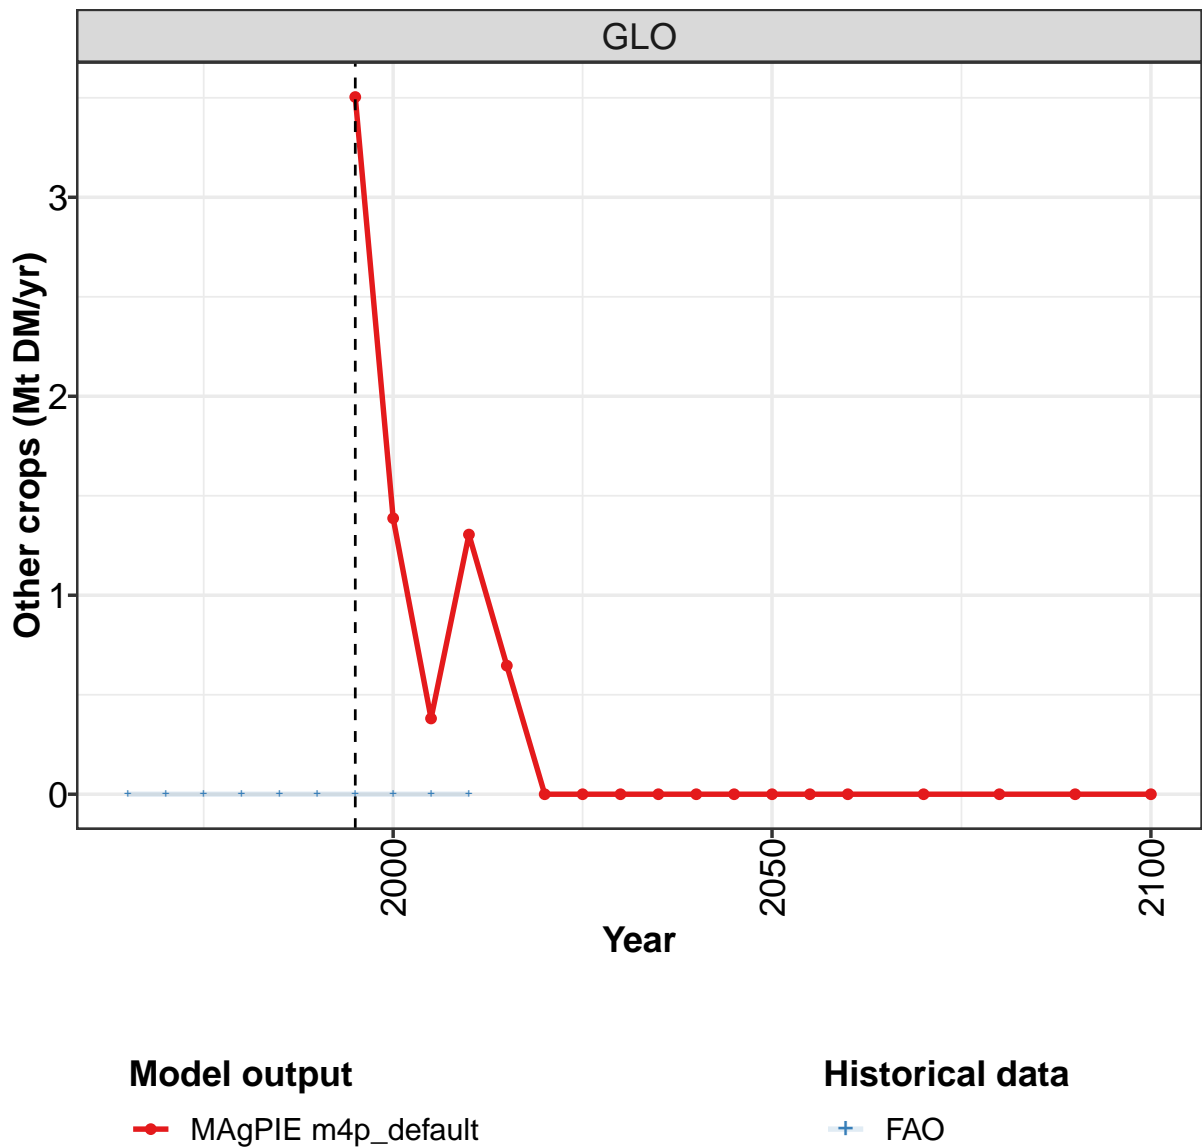 GLO
Other crops (Mt DM/yr)
3
2
1
0
2000
2050
2100
Year
Model output
MAgPIE m4p_default
Historical data
FAO